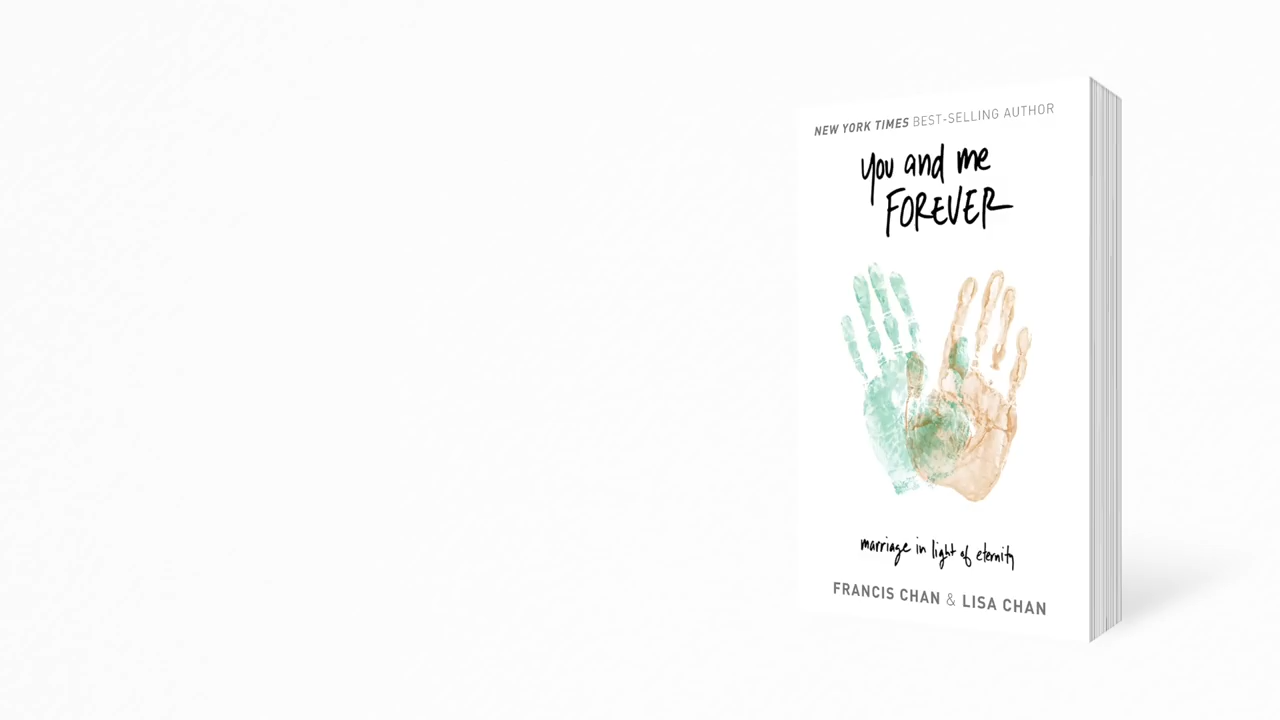 NEW YORK TIMES BEST-SELLING AUTHOR
you and me
FOREVER
marriage in light of eternity
FRANCIS CHAN & LISA CHAN